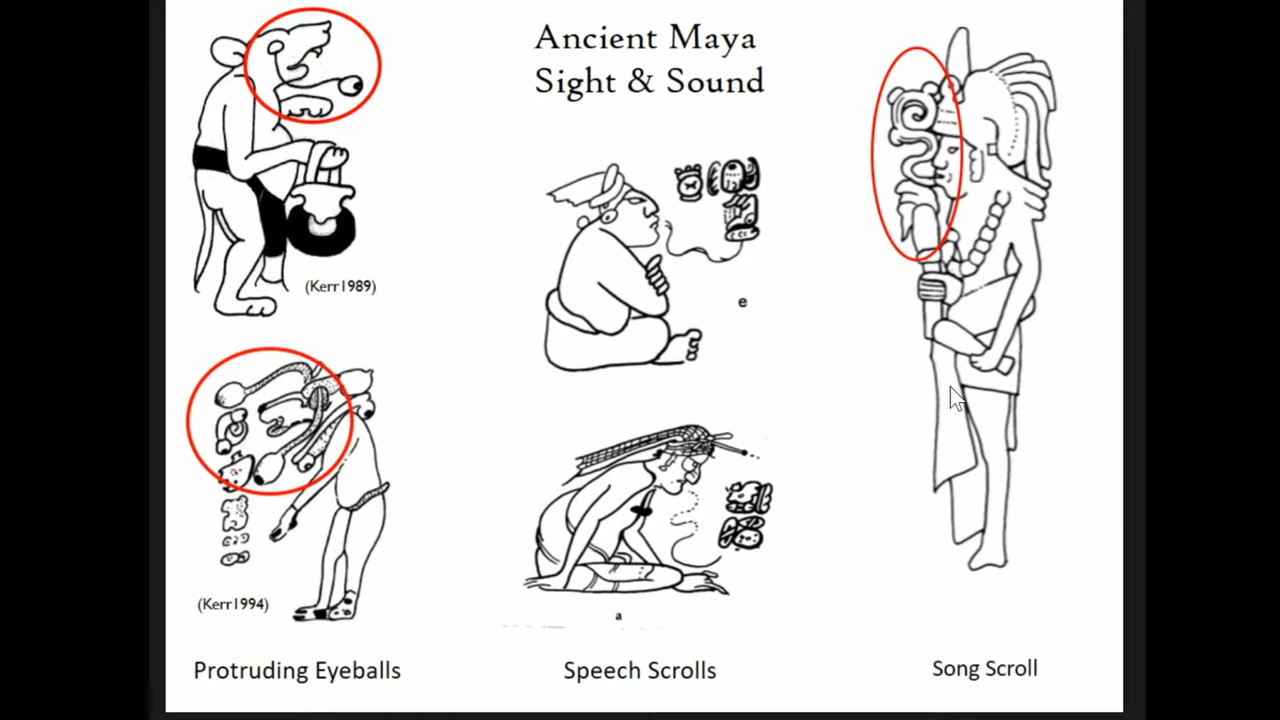 Ancient Maya
Sight & Sound
(Kerr1989)
e
(Kerr1994)
a
Protruding Eyeballs
Speech Scrolls
Song Scroll